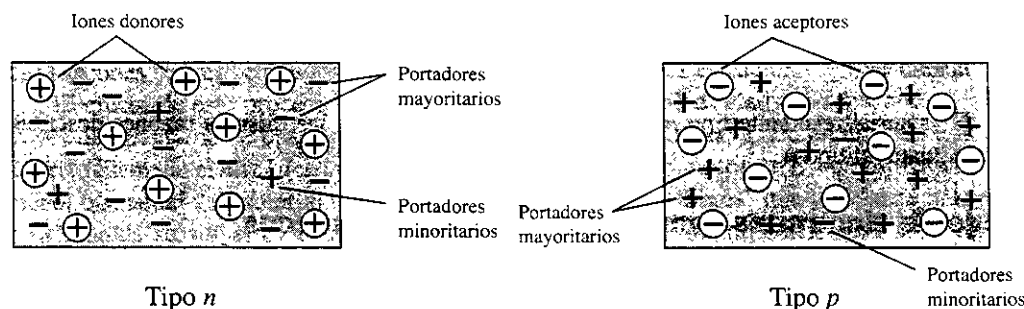 Iones donores
Portadores
mayoritarios
Portadores
minoritarios
Tipo n
Iones aceptores
Portadores
mayoritarios
Portadores
minoritarios
Tipo p